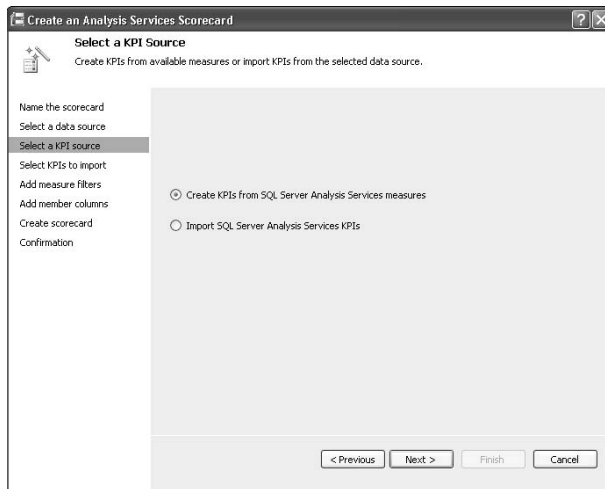 Create an Analysis Services Scorecard
Select a KPI Source
Create KPIs from available measures or import KPIs from the selected data source.
Name the scorecard
Select a data source
Select a KPI source
Select KPIs to import
Add measure filters
Add member columns
Create scorecard
Confirmation
Create KPIs from SQL Server Analysis Services measures
Import SQL Server Analysis Services KPIs
< Previous
Next >
Finish
Cancel